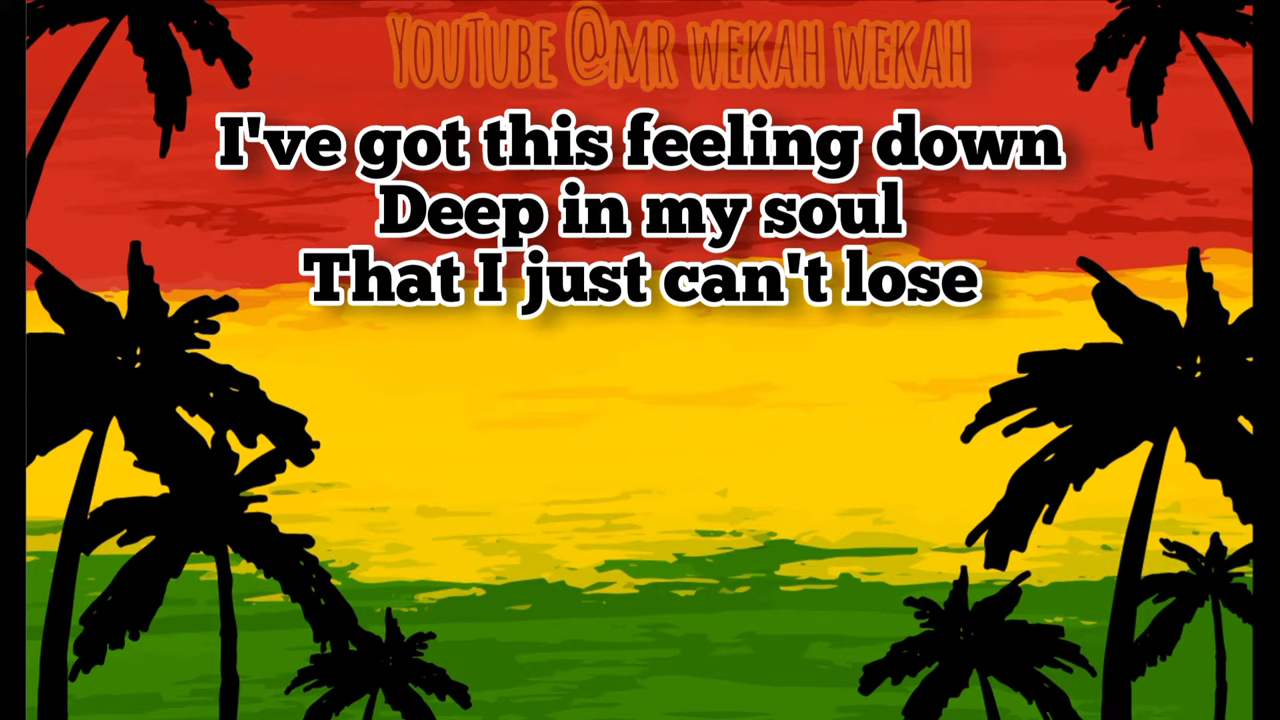 YOUTUBE @MR WEKAH WEKAH
I've got this feeling down
Deep in my soul
That I just can't lose